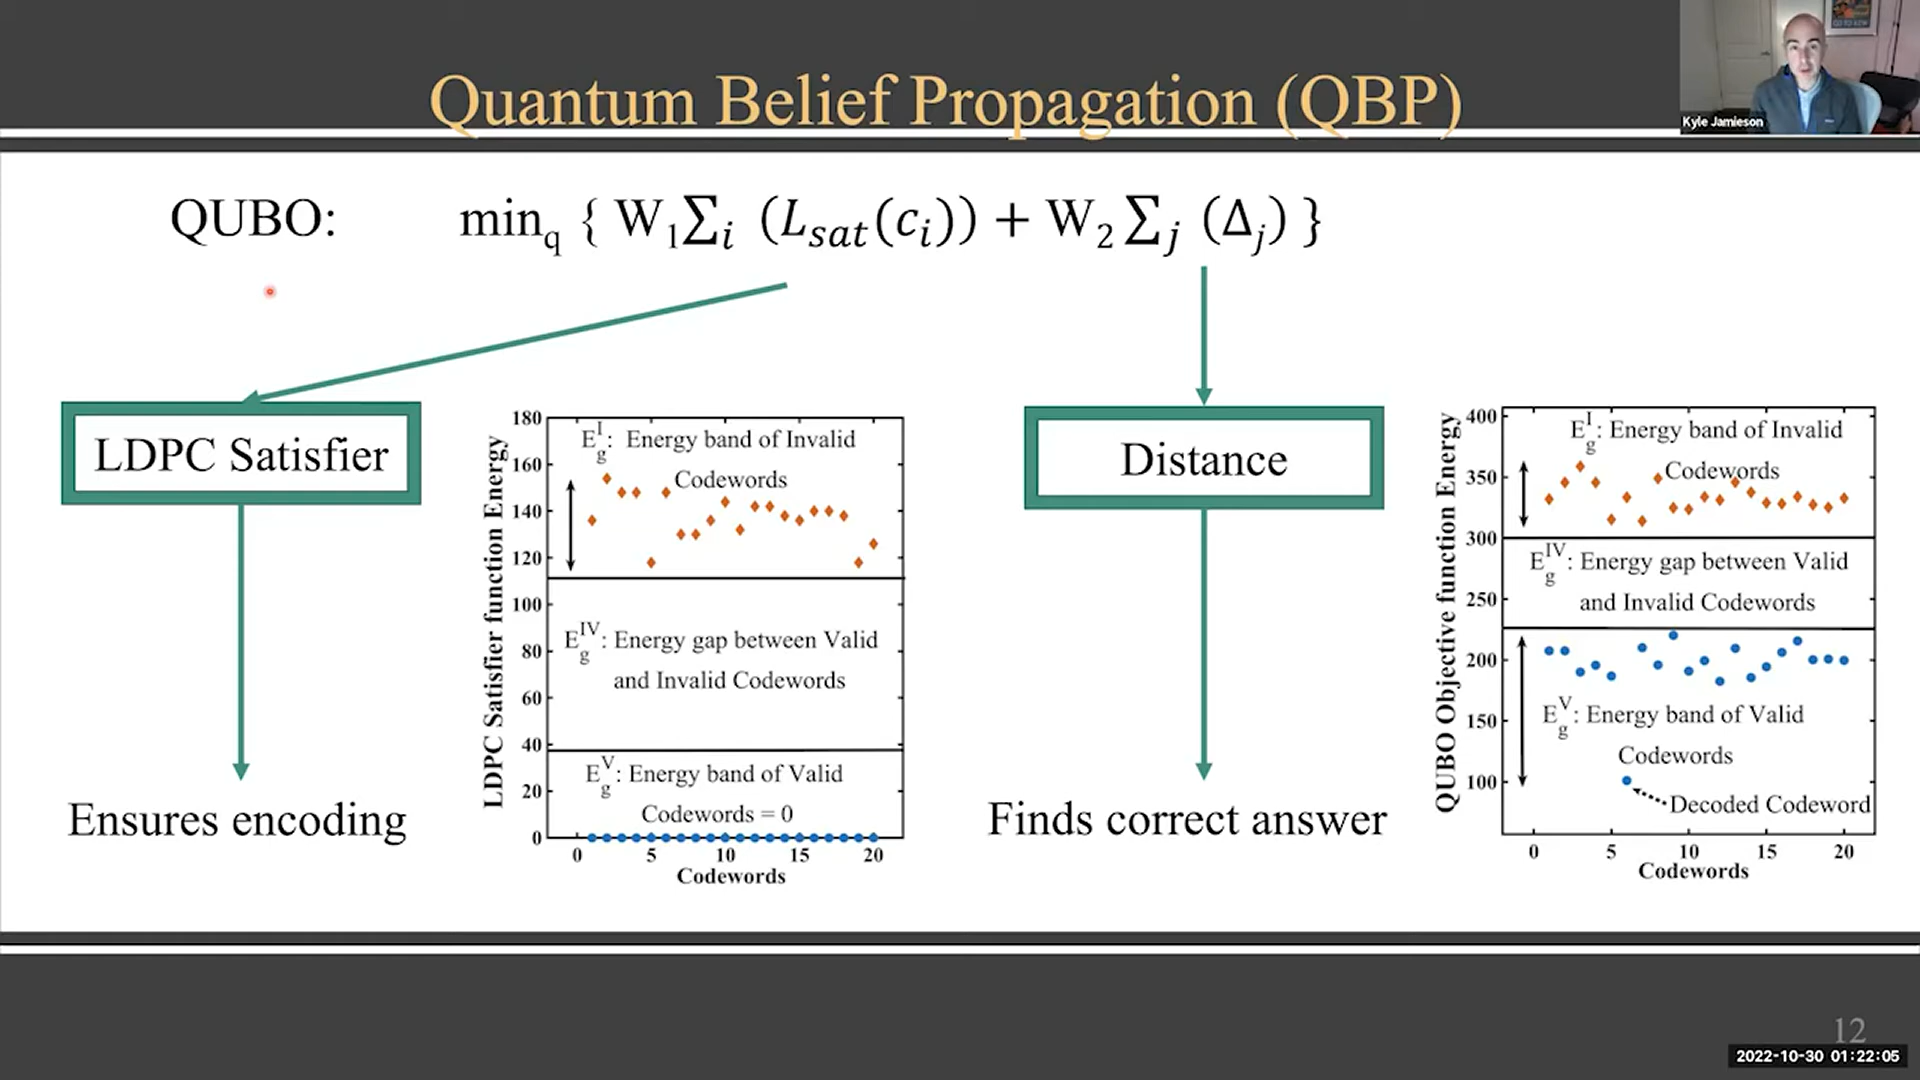 Quantum Belief Propagation (QBP)
Kyle Jamieson
QUBO: min_q { W_1∑_i (L_sat(c_i)) + W_2∑_j (Δ_j) }
LDPC Satisfier
Ensures encoding
LDPC Satisfier function Energy
180
160
140
120
100
80
60
40
20
0
E_g^I: Energy band of Invalid
Codewords
E_g^IV: Energy gap between Valid
and Invalid Codewords
E_g^V: Energy band of Valid
Codewords = 0
0 5 10 15 20
Codewords
Distance
Finds correct answer
QUBO Objective function Energy
400
350
300
250
200
150
100
E_g^I: Energy band of Invalid
Codewords
E_g^IV: Energy gap between Valid
and Invalid Codewords
E_g^V: Energy band of Valid
Codewords
Decoded Codeword
0 5 10 15 20
Codewords
12
2022-10-30 01:22:05